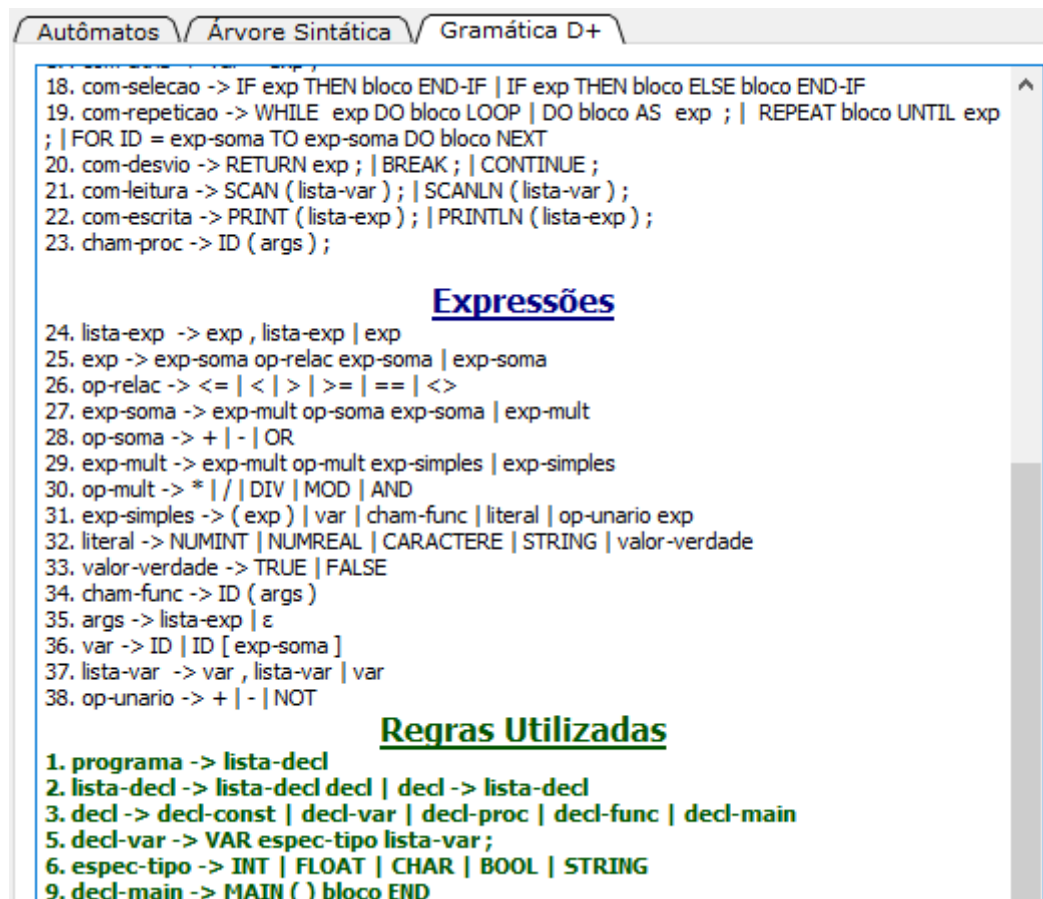 Autômatos
Árvore Sintática
Gramática D+
18. com-selecao -> IF exp THEN bloco END-IF | IF exp THEN bloco ELSE bloco END-IF
19. com-repeticao -> WHILE exp DO bloco LOOP | DO bloco AS exp ; | REPEAT bloco UNTIL exp
; | FOR ID = exp-soma TO exp-soma DO bloco NEXT
20. com-desvio -> RETURN exp ; | BREAK ; | CONTINUE ;
21. com-leitura -> SCAN ( lista-var ) ; | SCANLN ( lista-var ) ;
22. com-escrita -> PRINT ( lista-exp ) ; | PRINTLN ( lista-exp ) ;
23. cham-proc -> ID ( args ) ;
Expressões
24. lista-exp -> exp , lista-exp | exp
25. exp -> exp-soma op-relac exp-soma | exp-soma
26. op-relac -> <= | < | > | >= | == | <>
27. exp-soma -> exp-mult op-soma exp-soma | exp-mult
28. op-soma -> + | - | OR
29. exp-mult -> exp-mult op-mult exp-simples | exp-simples
30. op-mult -> * | / | DIV | MOD | AND
31. exp-simples -> ( exp ) | var | cham-func | literal | op-unario exp
32. literal -> NUMINT | NUMREAL | CARACTERE | STRING | valor-verdade
33. valor-verdade -> TRUE | FALSE
34. cham-func -> ID ( args )
35. args -> lista-exp | ε
36. var -> ID | ID [ exp-soma ]
37. lista-var -> var , lista-var | var
38. op-unario -> + | - | NOT
Regras Utilizadas
1. programa -> lista-decl
2. lista-decl -> lista-decl decl | decl -> lista-decl
3. decl -> decl-const | decl-var | decl-proc | decl-func | decl-main
5. decl-var -> VAR espec-tipo lista-var ;
6. espec-tipo -> INT | FLOAT | CHAR | BOOL | STRING
9. decl-main -> MAIN ( ) bloco END